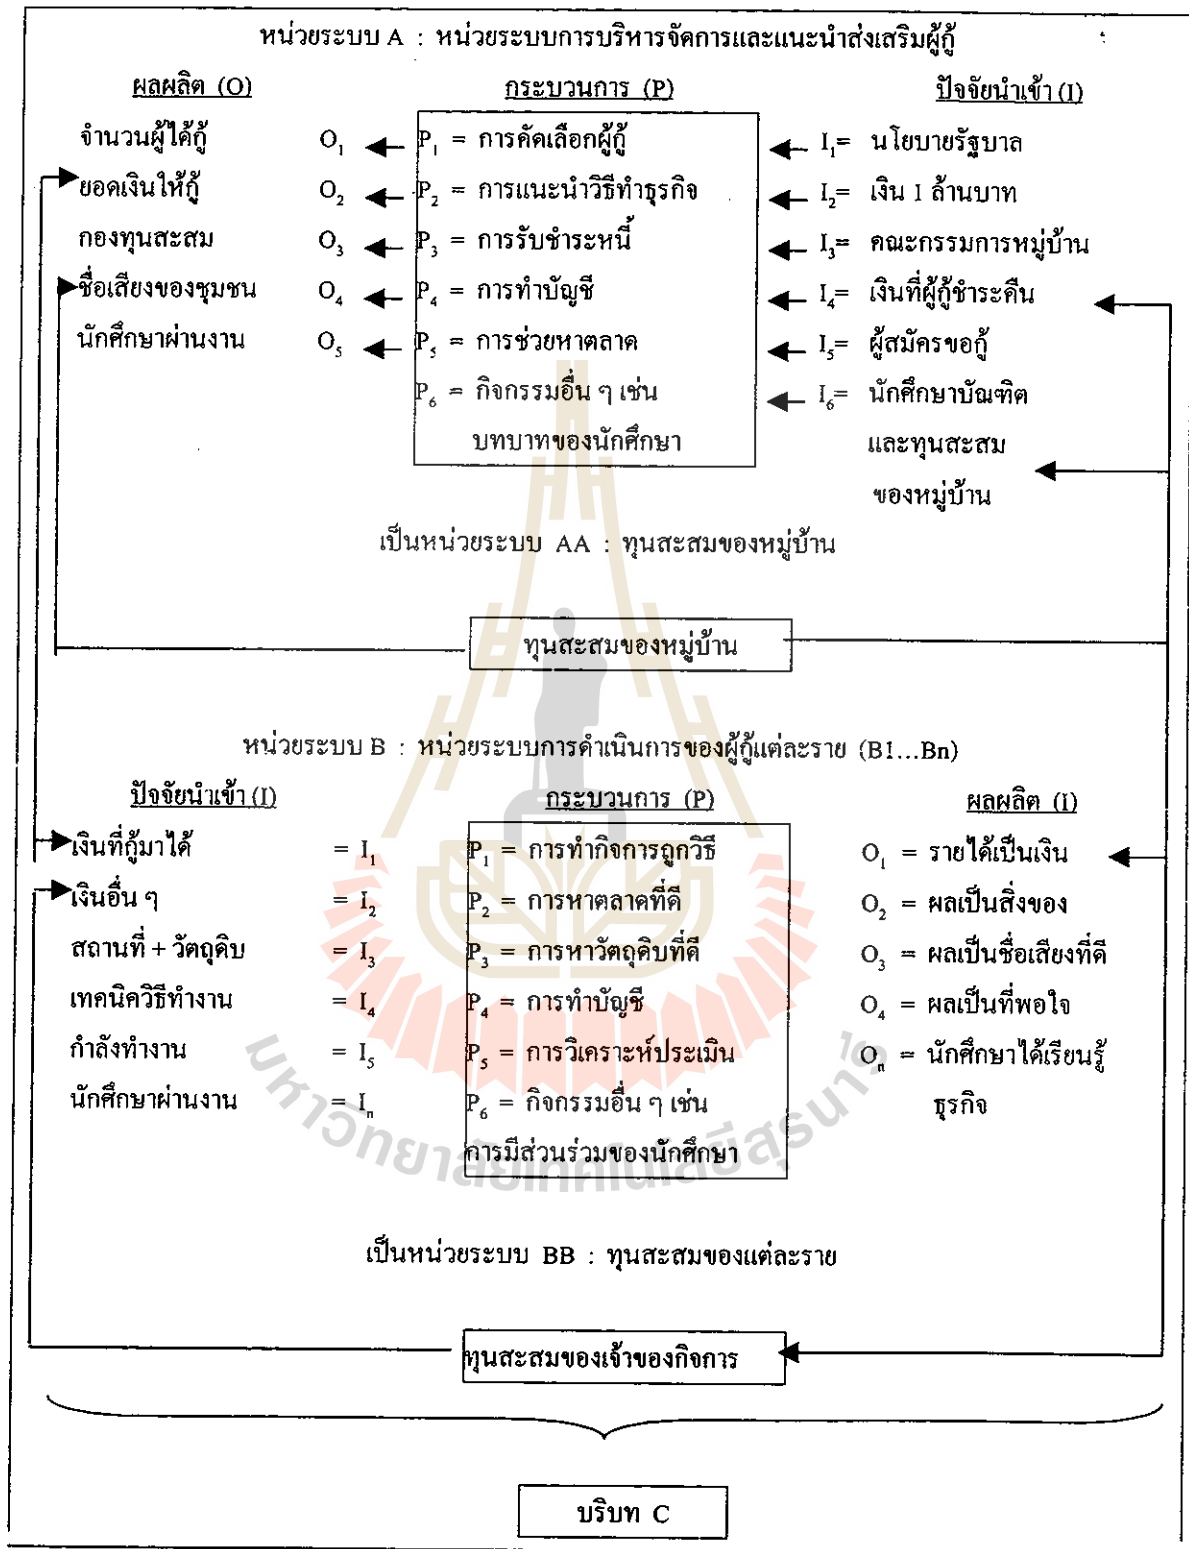 หน่วยระบบ A : หน่วยระบบการบริหารจัดการและแนะนำส่งเสริมผู้กู้
ผลผลิต (O) กระบวนการ (P) ปัจจัยนำเข้า (I)
จำนวนผู้ได้กู้ O1 P1 = การคัดเลือกผู้กู้ I1= นโยบายรัฐบาล
ยอดเงินให้กู้ O2 P2 = การแนะนำวิธีทำธุรกิจ I2= เงิน 1 ล้านบาท
กองทุนสะสม O3 P3 = การรับชำระหนี้ I3= คณะกรรมการหมู่บ้าน
ชื่อเสียงของชุมชน O4 P4 = การทำบัญชี I4= เงินที่ผู้กู้ชำระคืน
นักศึกษาผ่านงาน O5 P5 = การช่วยหาตลาด I5= ผู้สมัครขอกู้
P6 = กิจกรรมอื่น ๆ เช่น I6= นักศึกษาบัณฑิต
บทบาทของนักศึกษา และทุนสะสม
ของหมู่บ้าน
เป็นหน่วยระบบ AA : ทุนสะสมของหมู่บ้าน
ทุนสะสมของหมู่บ้าน
หน่วยระบบ B : หน่วยระบบการดำเนินการของผู้กู้แต่ละราย (B1...Bn)
ปัจจัยนำเข้า (I) กระบวนการ (P) ผลผลิต (I)
เงินที่กู้มาได้ = I1 P1 = การทำกิจการถูกวิธี O1 = รายได้เป็นเงิน
เงินอื่น ๆ = I2 P2 = การหาตลาดที่ดี O2 = ผลเป็นสิ่งของ
สถานที่ + วัตถุดิบ = I3 P3 = การหาวัตถุดิบที่ดี O3 = ผลเป็นชื่อเสียงที่ดี
เทคนิควิธีทำงาน = I4 P4 = การทำบัญชี O4 = ผลเป็นที่พอใจ
กำลังทำงาน = I5 P5 = การวิเคราะห์ประเมิน On = นักศึกษาได้เรียนรู้
นักศึกษาผ่านงาน = In P6 = กิจกรรมอื่น ๆ เช่น ธุรกิจ
การมีส่วนร่วมของนักศึกษา
มหาวิทยาลัยเทคโนโลยีสุรนารี
เป็นหน่วยระบบ BB : ทุนสะสมของแต่ละราย
ทุนสะสมของเจ้าของกิจการ
บริบท C